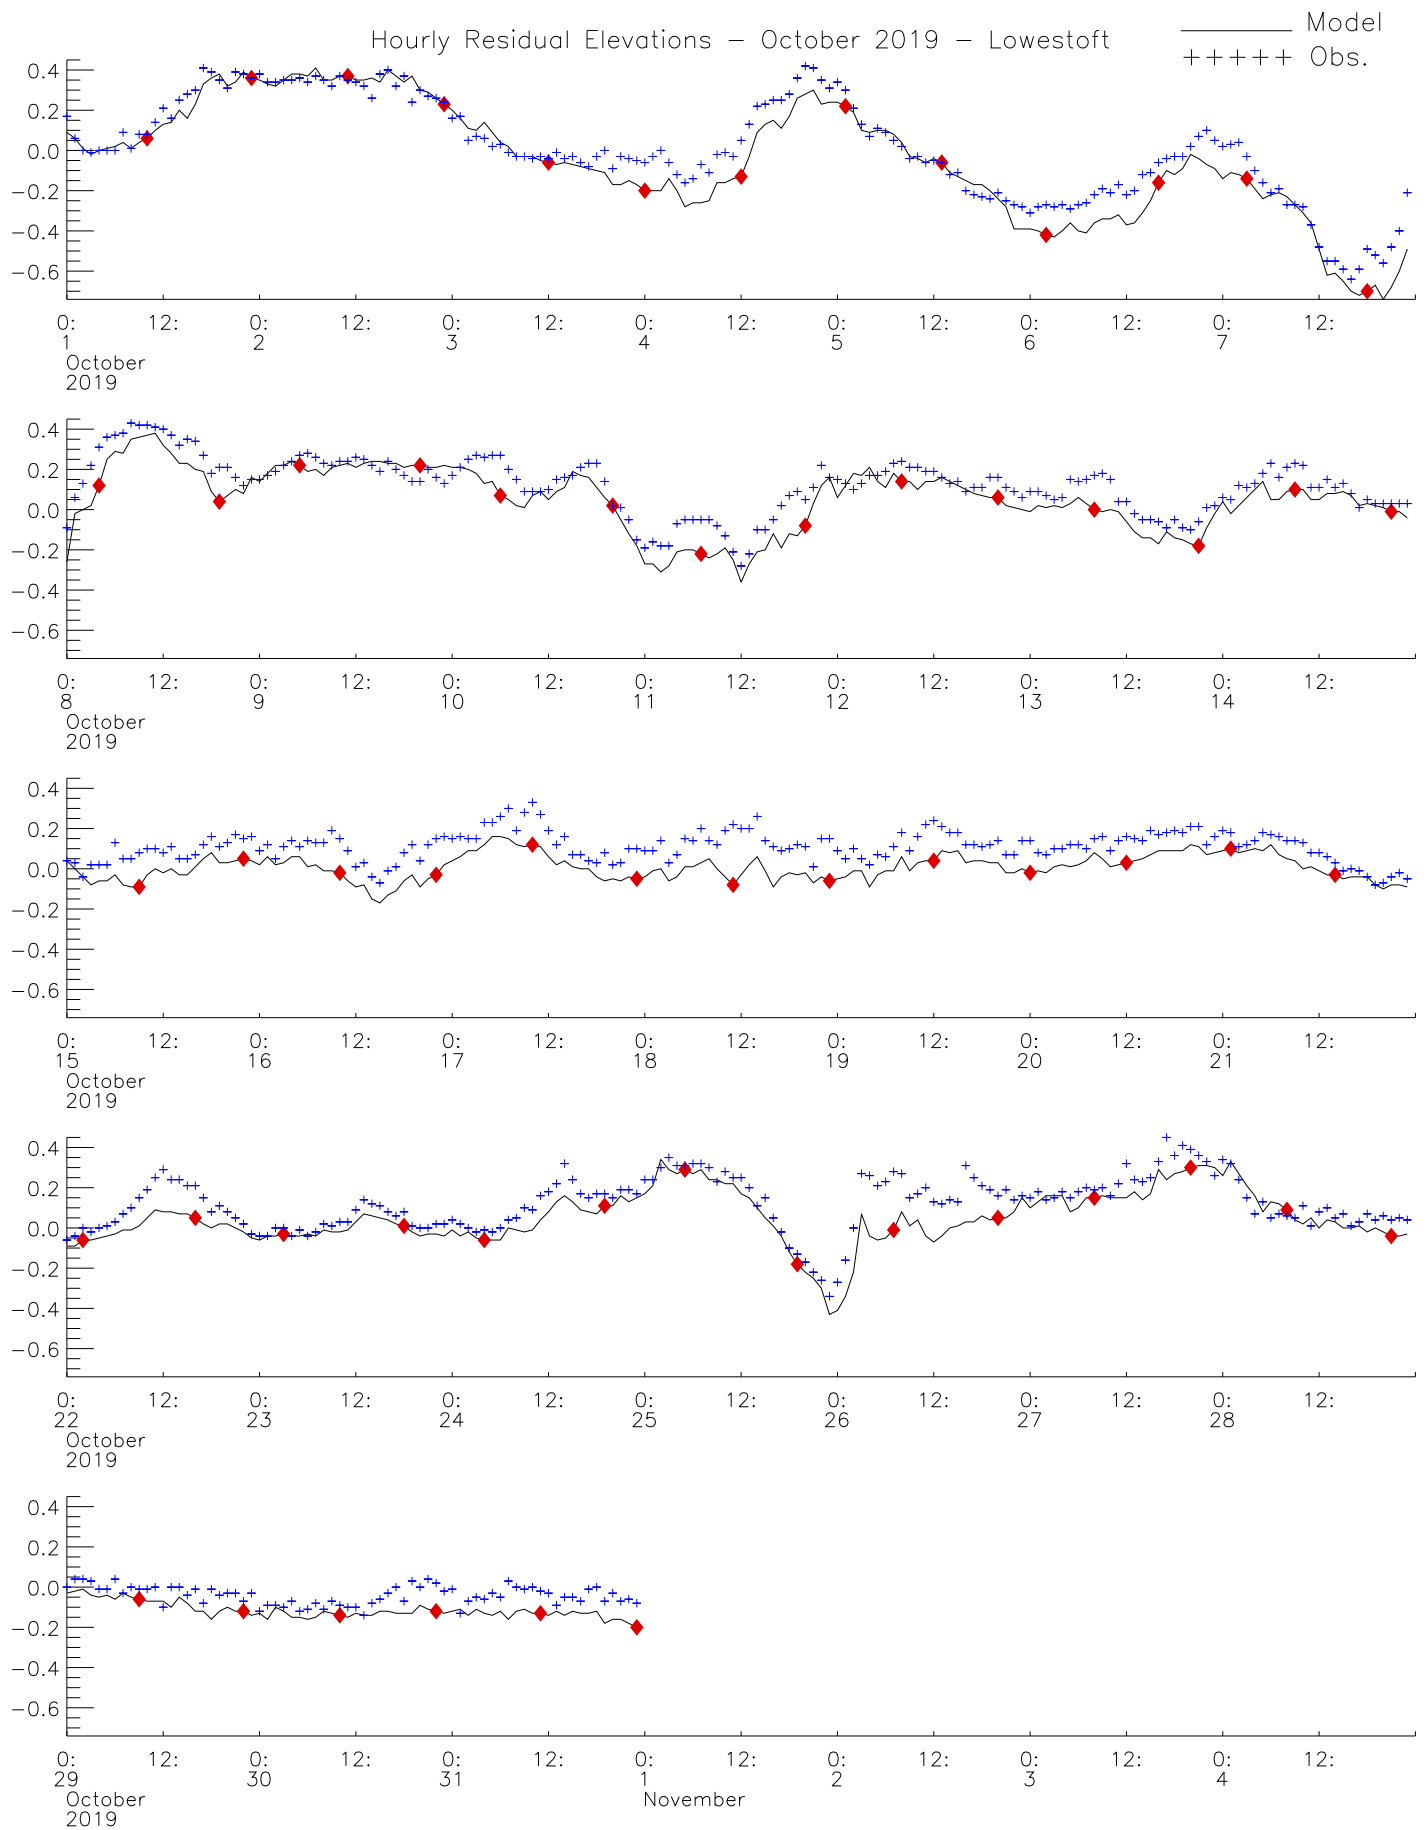 Hourly Residual Elevations − October 2019 − Lowestoft
Model
+++++ Obs.
0.4
0.2
0.0
−0.2
−0.4
−0.6
0: 12: 0: 12: 0: 12: 0: 12: 0: 12: 0: 12: 0: 12:
1 2 3 4 5 6 7
October
2019
0.4
0.2
0.0
−0.2
−0.4
−0.6
0: 12: 0: 12: 0: 12: 0: 12: 0: 12: 0: 12: 0: 12:
8 9 10 11 12 13 14
October
2019
0.4
0.2
0.0
−0.2
−0.4
−0.6
0: 12: 0: 12: 0: 12: 0: 12: 0: 12: 0: 12: 0: 12:
15 16 17 18 19 20 21
October
2019
0.4
0.2
0.0
−0.2
−0.4
−0.6
0: 12: 0: 12: 0: 12: 0: 12: 0: 12: 0: 12: 0: 12:
22 23 24 25 26 27 28
October
2019
0.4
0.2
0.0
−0.2
−0.4
−0.6
0: 12: 0: 12: 0: 12: 0: 12: 0: 12: 0: 12: 0: 12:
29 30 31 1 2 3 4
October November
2019